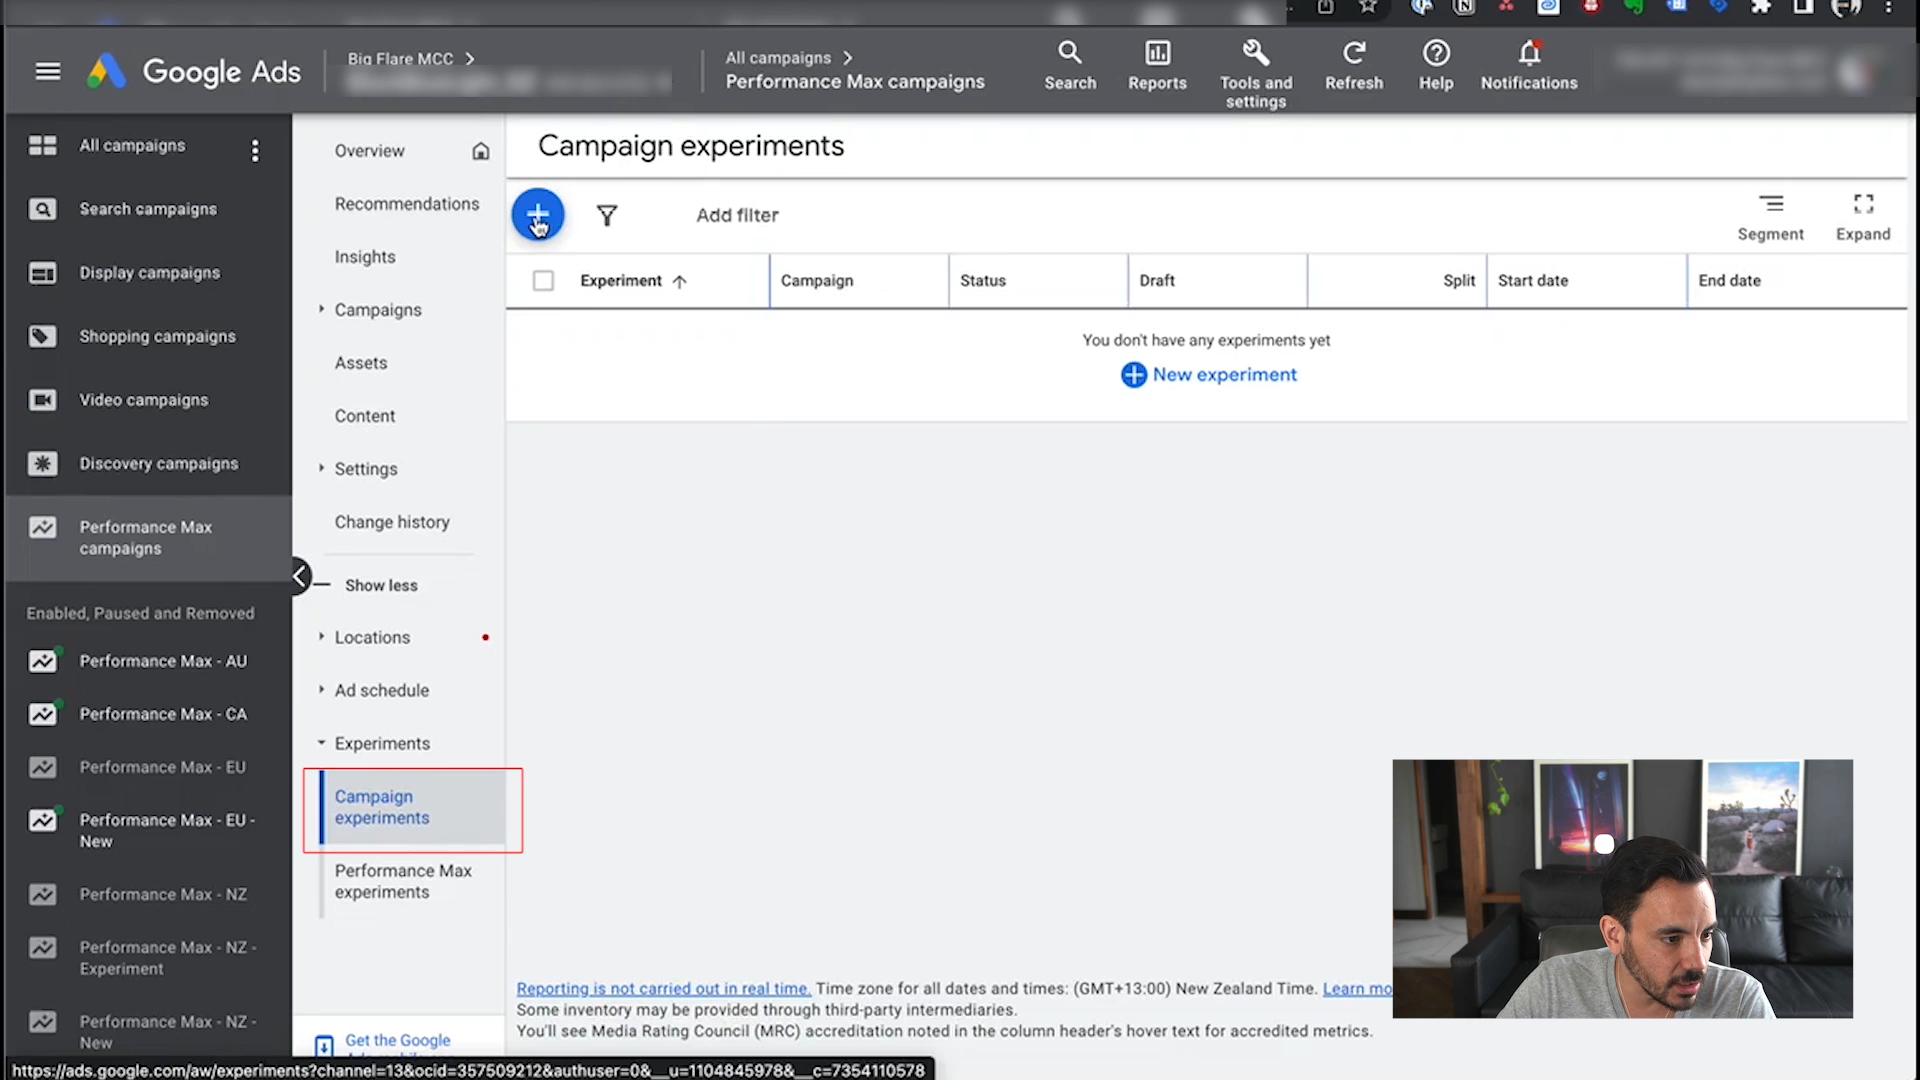 Google Ads
Big Flare MCC
All campaigns
Performance Max campaigns
Search
Reports
Tools and
settings
Refresh
Help
Notifications
All campaigns
Search campaigns
Display campaigns
Shopping campaigns
Video campaigns
Discovery campaigns
Performance Max
campaigns
Enabled, Paused and Removed
Performance Max - AU
Performance Max - CA
Performance Max - EU
Performance Max - EU -
New
Performance Max - NZ
Performance Max - NZ -
Experiment
Performance Max - NZ -
New
Overview
Recommendations
Insights
Campaigns
Assets
Content
Settings
Change history
Show less
Locations
Ad schedule
Experiments
Campaign
experiments
Performance Max
experiments
Get the Google
Campaign experiments
Add filter
Segment
Expand
Experiment
Campaign
Status
Draft
Split
Start date
End date
You don't have any experiments yet
New experiment
Reporting is not carried out in real time. Time zone for all dates and times: (GMT+13:00) New Zealand Time. Learn mo
Some inventory may be provided through third-party intermediaries.
You'll see Media Rating Council (MRC) accreditation noted in the column header's hover text for accredited metrics.
https://ads.google.com/aw/experiments?channel=13&ocid=357509212&authuser=0&__u=1104845978&__c=7354110578